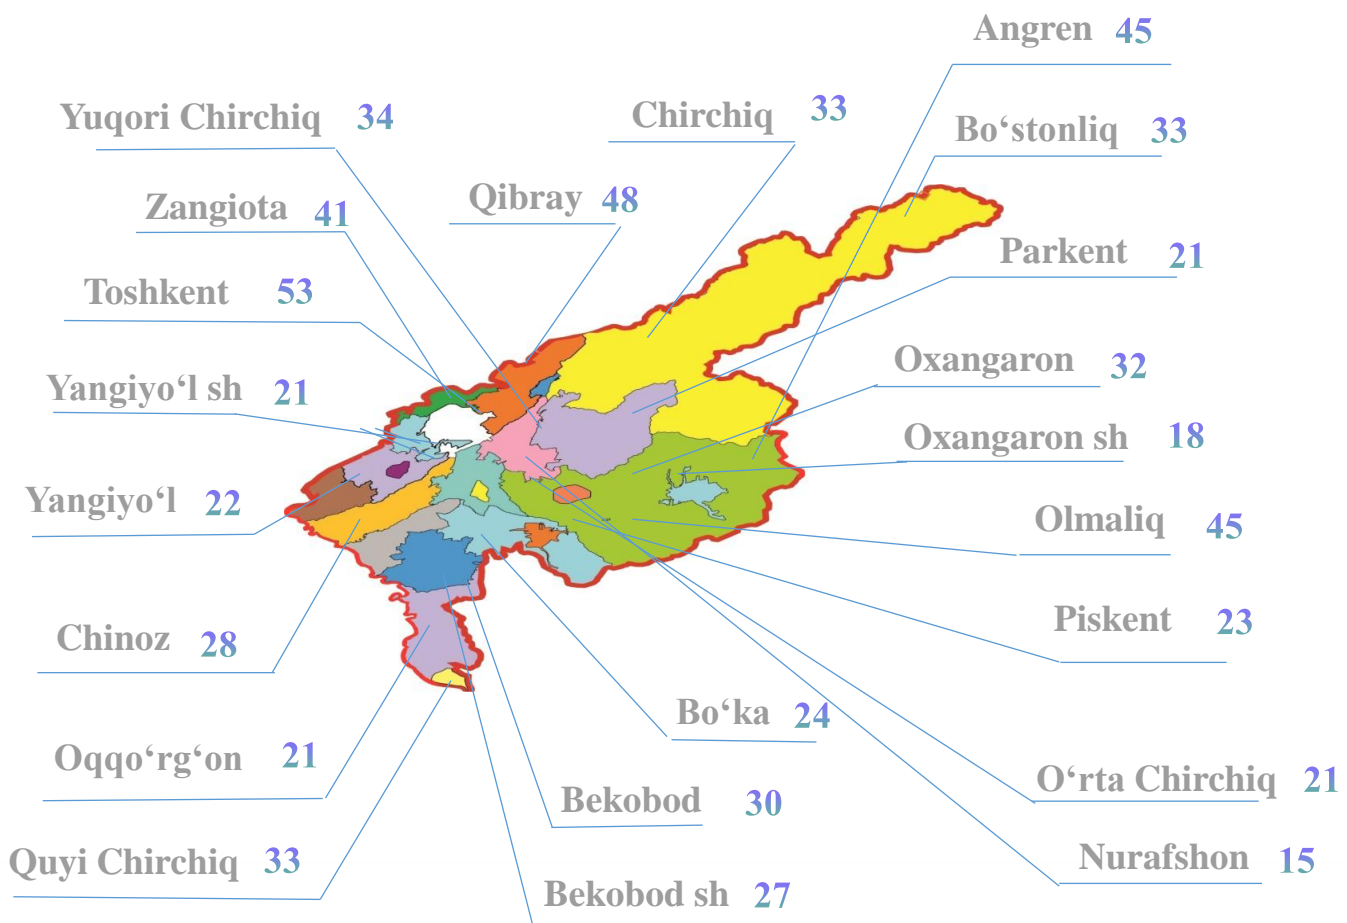 Angren 45
Yuqori Chirchiq 34
Chirchiq 33
Bo‘stonliq 33
Zangiota 41
Qibray 48
Parkent 21
Toshkent 53
Oxangaron 32
Yangiyo‘l sh 21
Oxangaron sh 18
Yangiyo‘l 22
Olmaliq 45
Chinoz 28
Piskent 23
Bo‘ka 24
Oqqo‘rg‘on 21
Bekobod 30
O‘rta Chirchiq 21
Quyi Chirchiq 33
Nurafshon 15
Bekobod sh 27